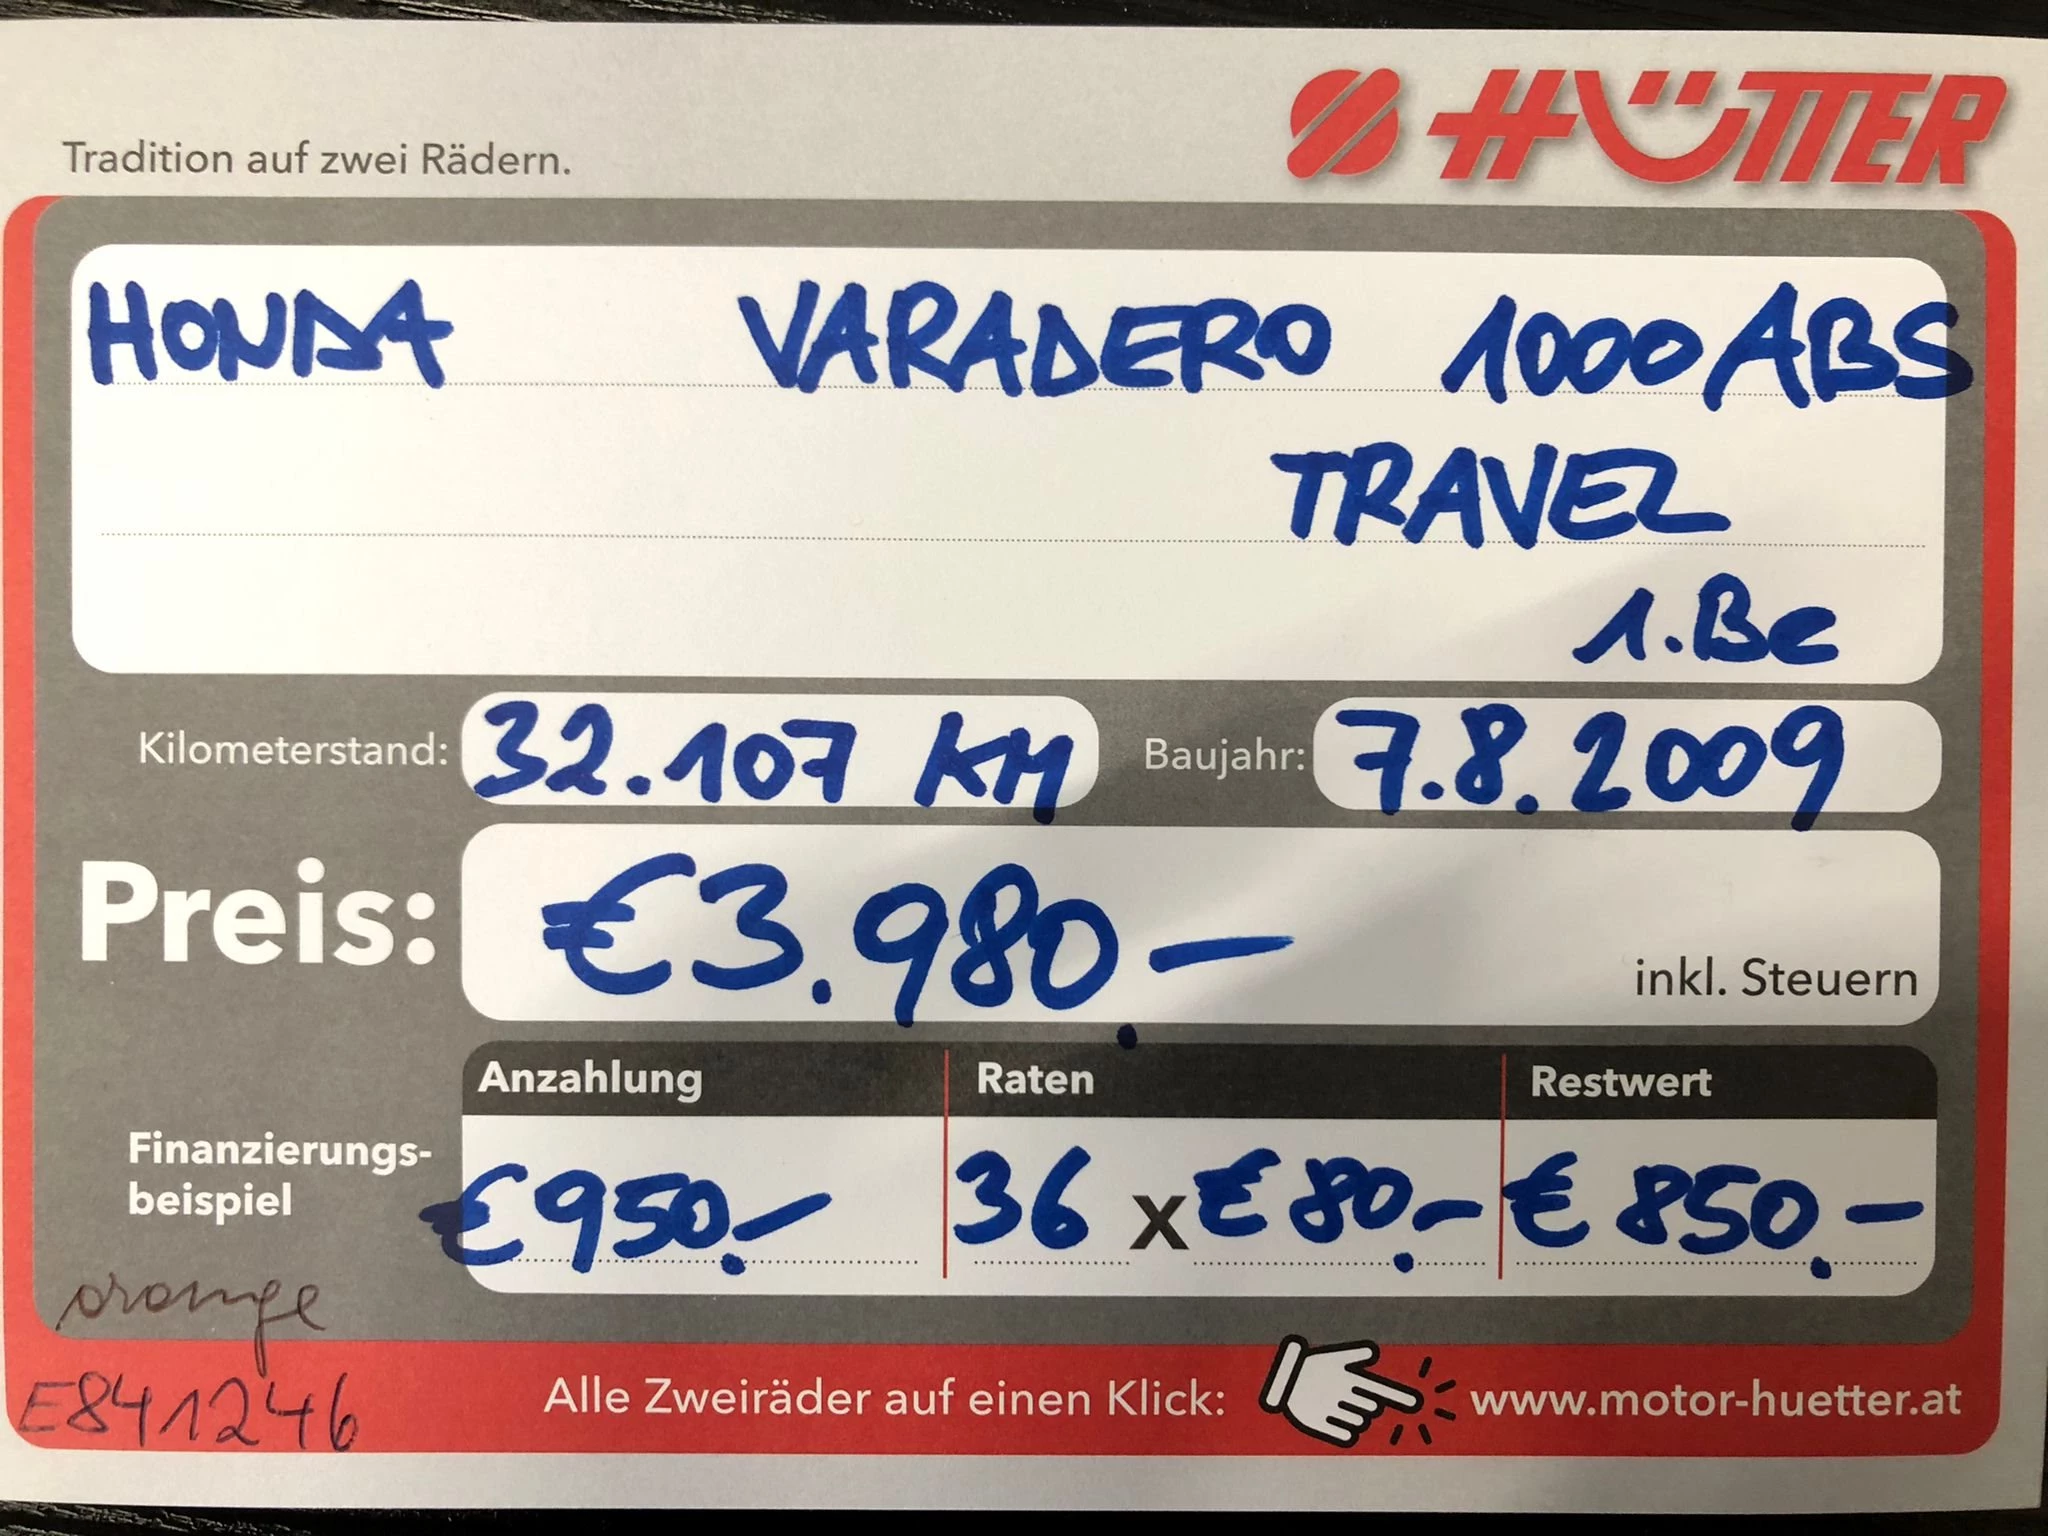 Tradition auf zwei Rädern.
HÜTTER
HONDA VARADERO 1000 ABS
TRAVEL
1.Be
Kilometerstand: 32.107 KM Baujahr: 7.8.2009
Preis: €3.980.- inkl. Steuern
Anzahlung Raten Restwert
Finanzierungs-
beispiel
€950.- 36 x €80.- €850.-
orange
E841246
Alle Zweiräder auf einen Klick: www.motor-huetter.at